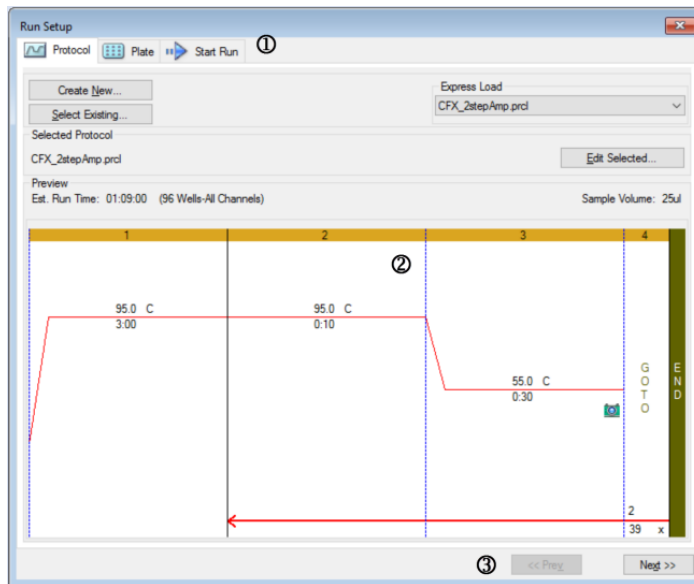 Run Setup
Protocol Plate Start Run ①
Create New...
Select Existing...
Express Load
CFX_2stepAmp.prcl
Selected Protocol
CFX_2stepAmp.prcl
Edit Selected...
Preview
Est. Run Time: 01:09:00 (96 Wells-All Channels) Sample Volume: 25ul
1 2 3 4
②
95.0 C
3:00
95.0 C
0:10
55.0 C
0:30
GOTO
END
2
39 x
③ << Prev Next >>